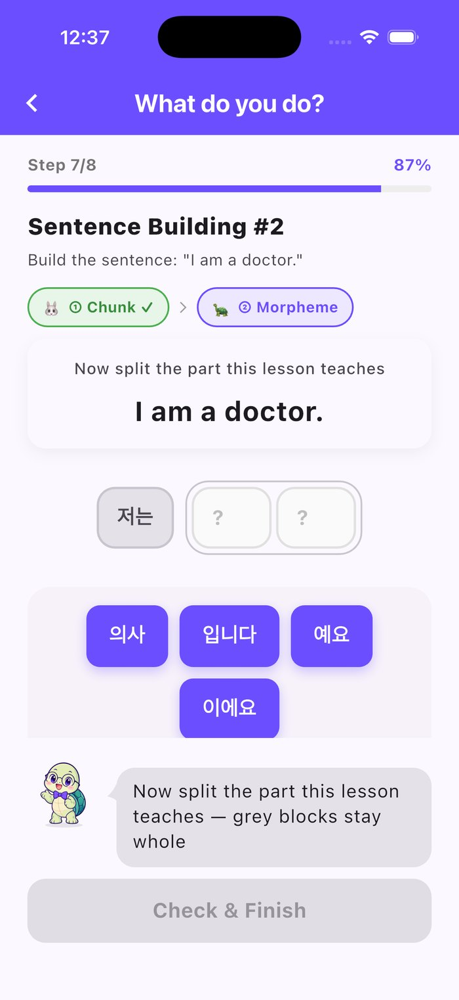 12:37
What do you do?
Step 7/8
87%
Sentence Building #2
Build the sentence: "I am a doctor."
① Chunk ✓
② Morpheme
Now split the part this lesson teaches
I am a doctor.
저는
?
?
의사
입니다
예요
이에요
Now split the part this lesson
teaches — grey blocks stay
whole
Check & Finish